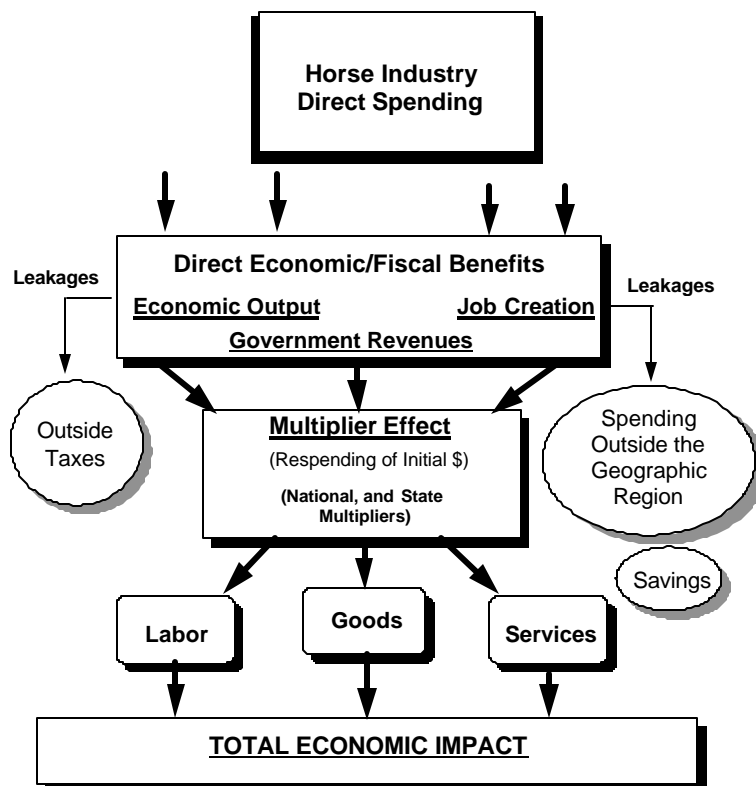 Horse Industry
Direct Spending
Direct Economic/Fiscal Benefits
Leakages
Leakages
Economic Output
Job Creation
Government Revenues
Outside
Taxes
Multiplier Effect
(Respending of Initial $)
(National, and State
Multipliers)
Spending
Outside the
Geographic
Region
Savings
Labor
Goods
Services
TOTAL ECONOMIC IMPACT